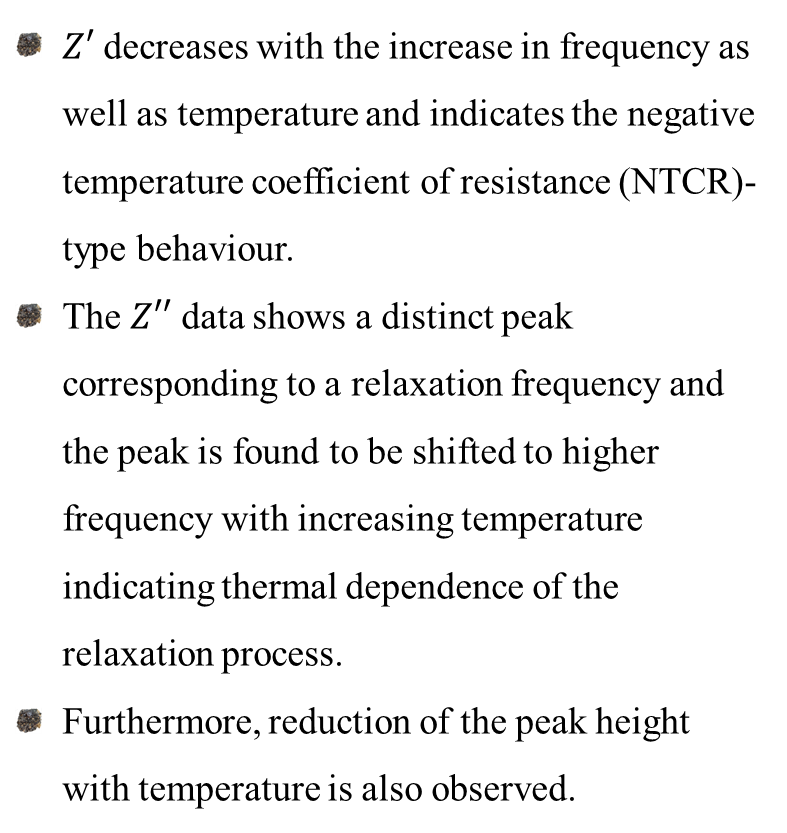 Z′ decreases with the increase in frequency as
well as temperature and indicates the negative
temperature coefficient of resistance (NTCR)-
type behaviour.
The Z″ data shows a distinct peak
corresponding to a relaxation frequency and
the peak is found to be shifted to higher
frequency with increasing temperature
indicating thermal dependence of the
relaxation process.
Furthermore, reduction of the peak height
with temperature is also observed.